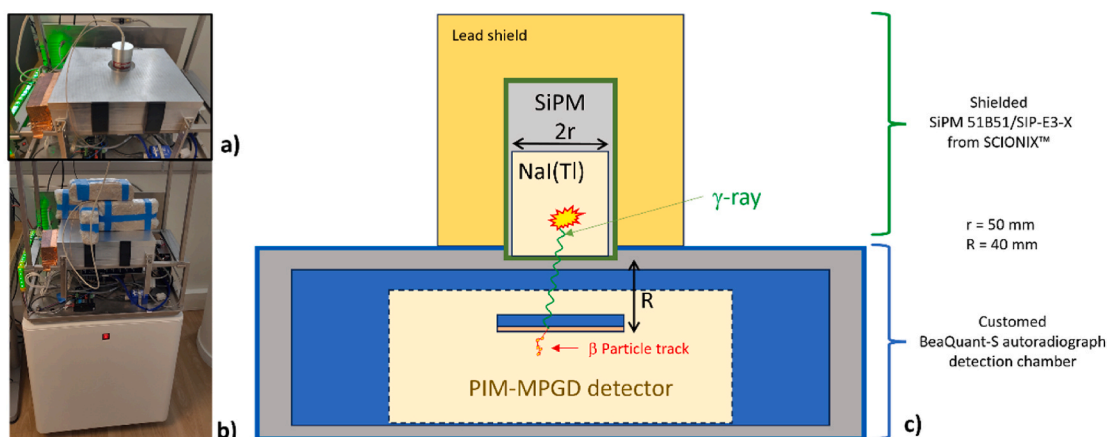 a)
b)
Lead shield
SiPM
2r
NaI(Tl)
γ-ray
R
β Particle track
PIM-MPGD detector
Shielded
SiPM 51B51/SIP-E3-X
from SCIONIX™
r = 50 mm
R = 40 mm
Customed
BeaQuant-S autoradiograph
detection chamber
c)